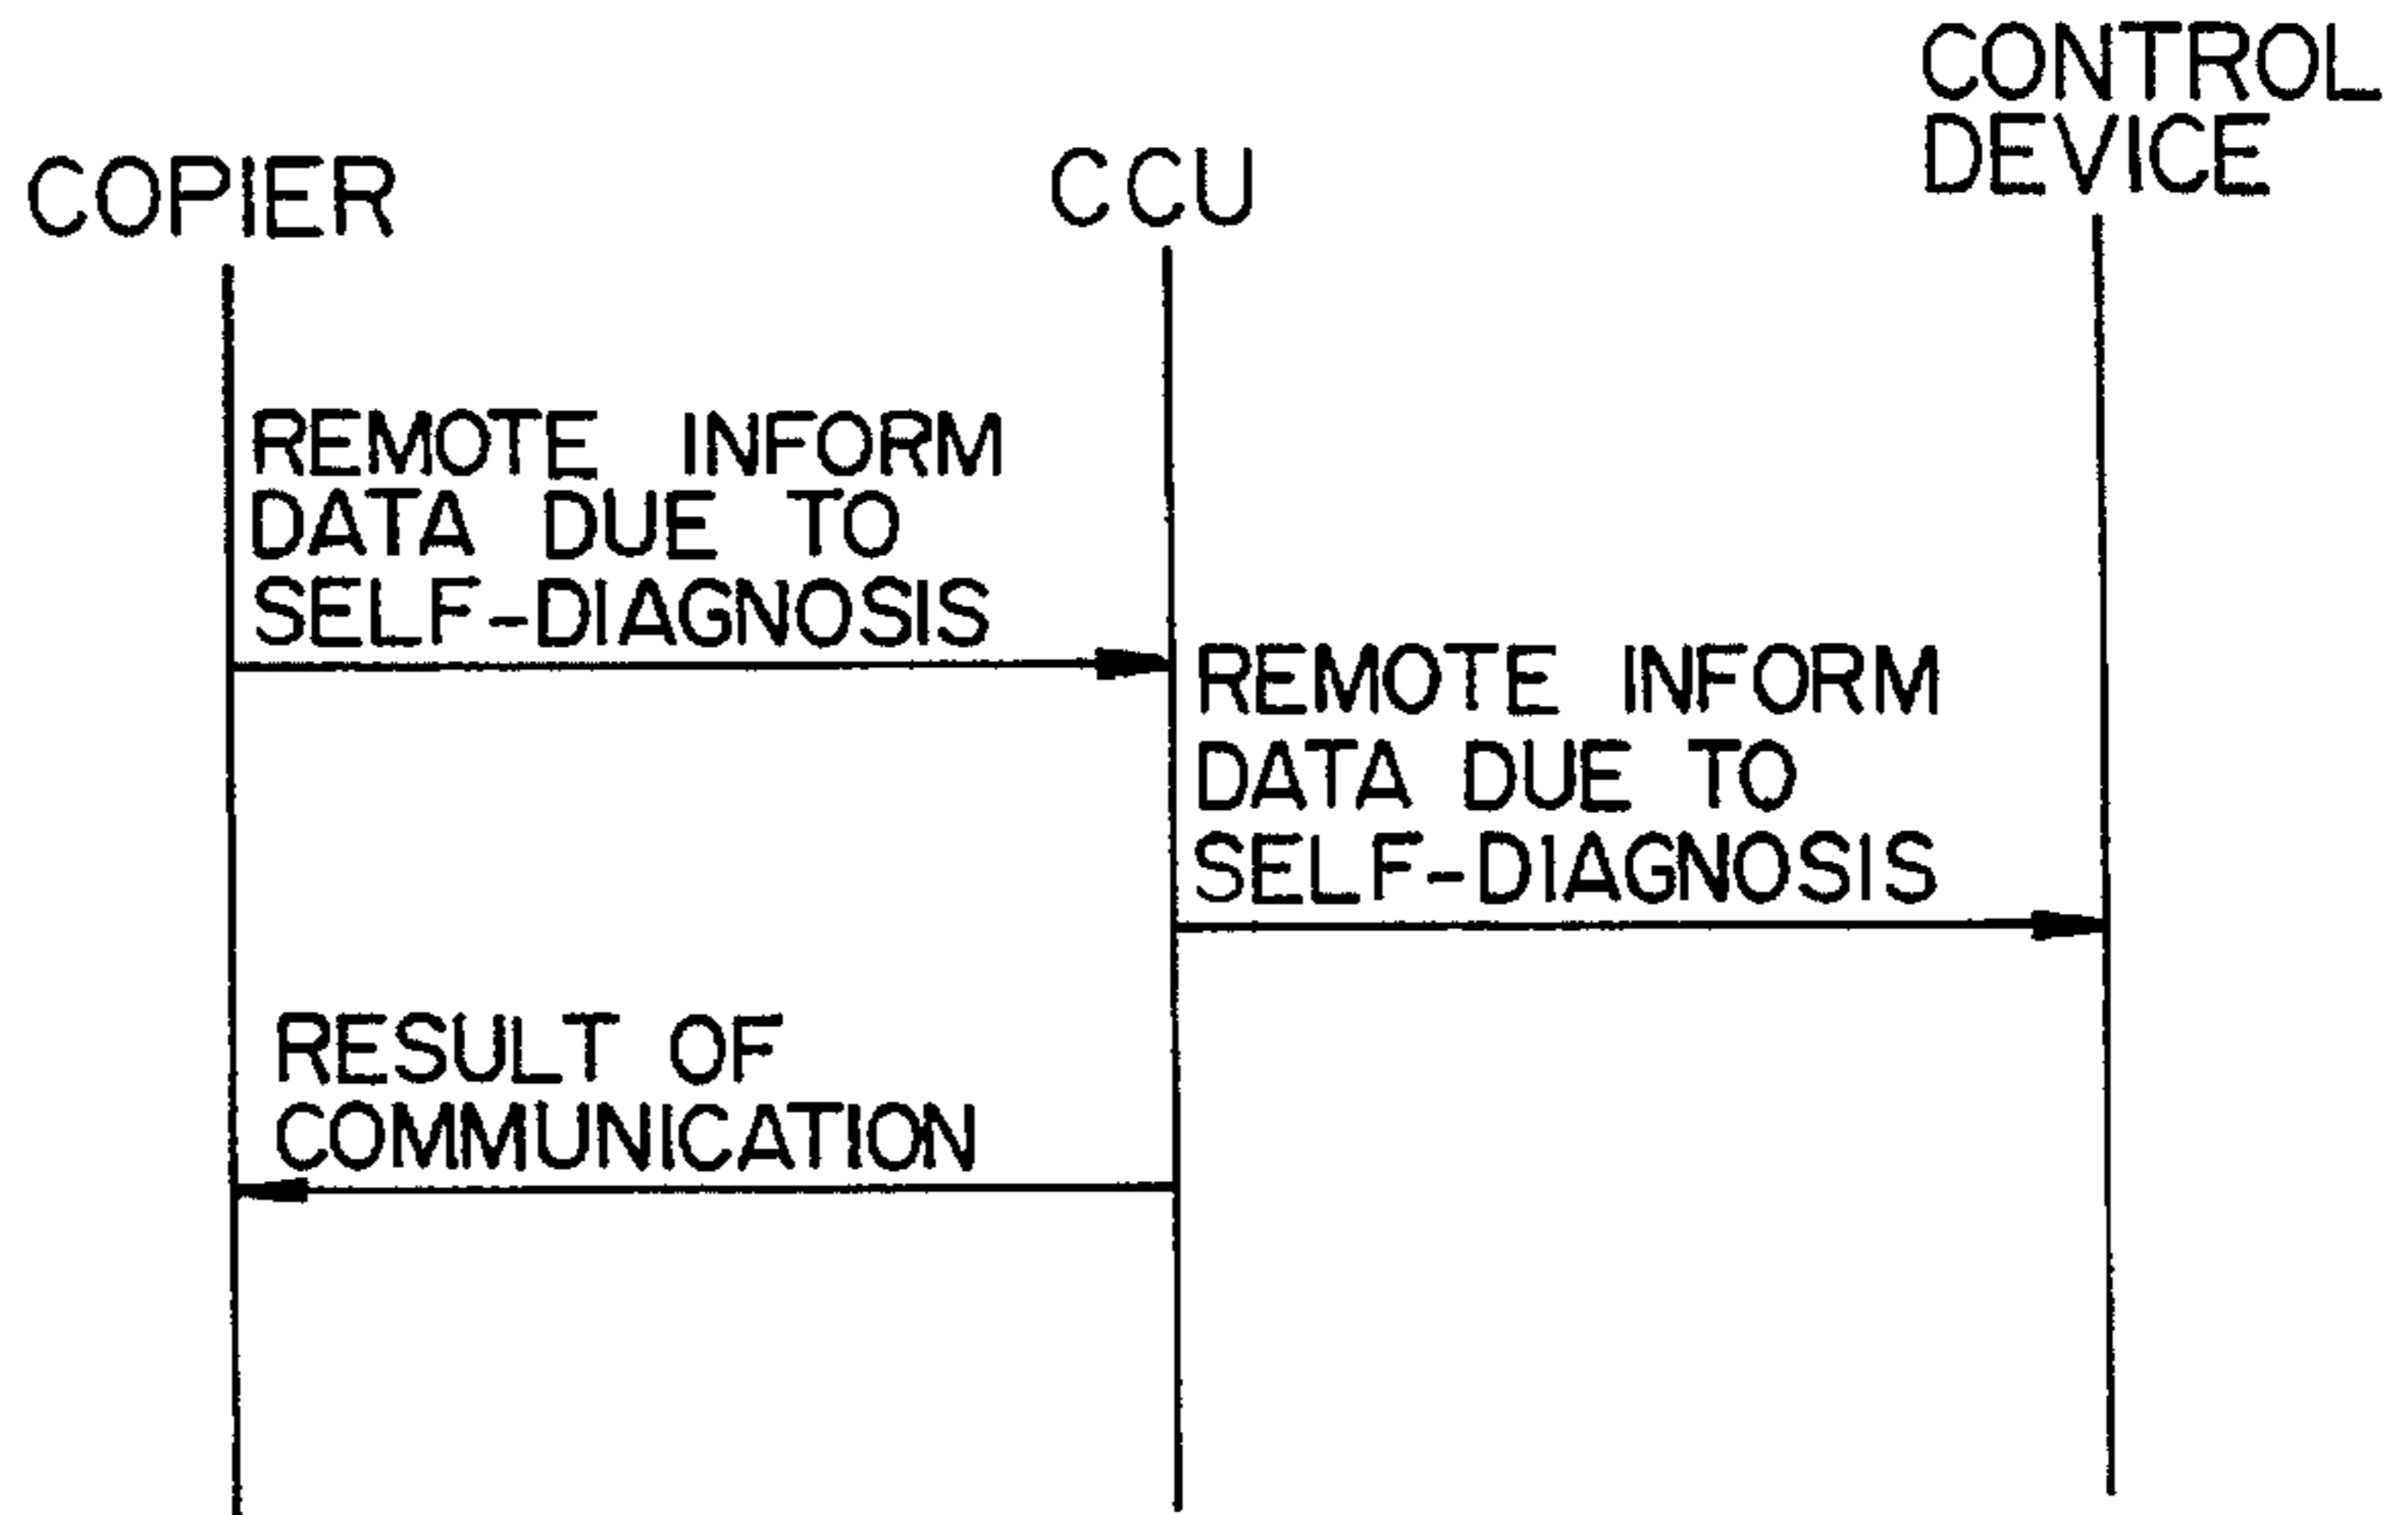 COPIER
CCU
CONTROL
DEVICE
REMOTE INFORM
DATA DUE TO
SELF-DIAGNOSIS
REMOTE INFORM
DATA DUE TO
SELF-DIAGNOSIS
RESULT OF
COMMUNICATION